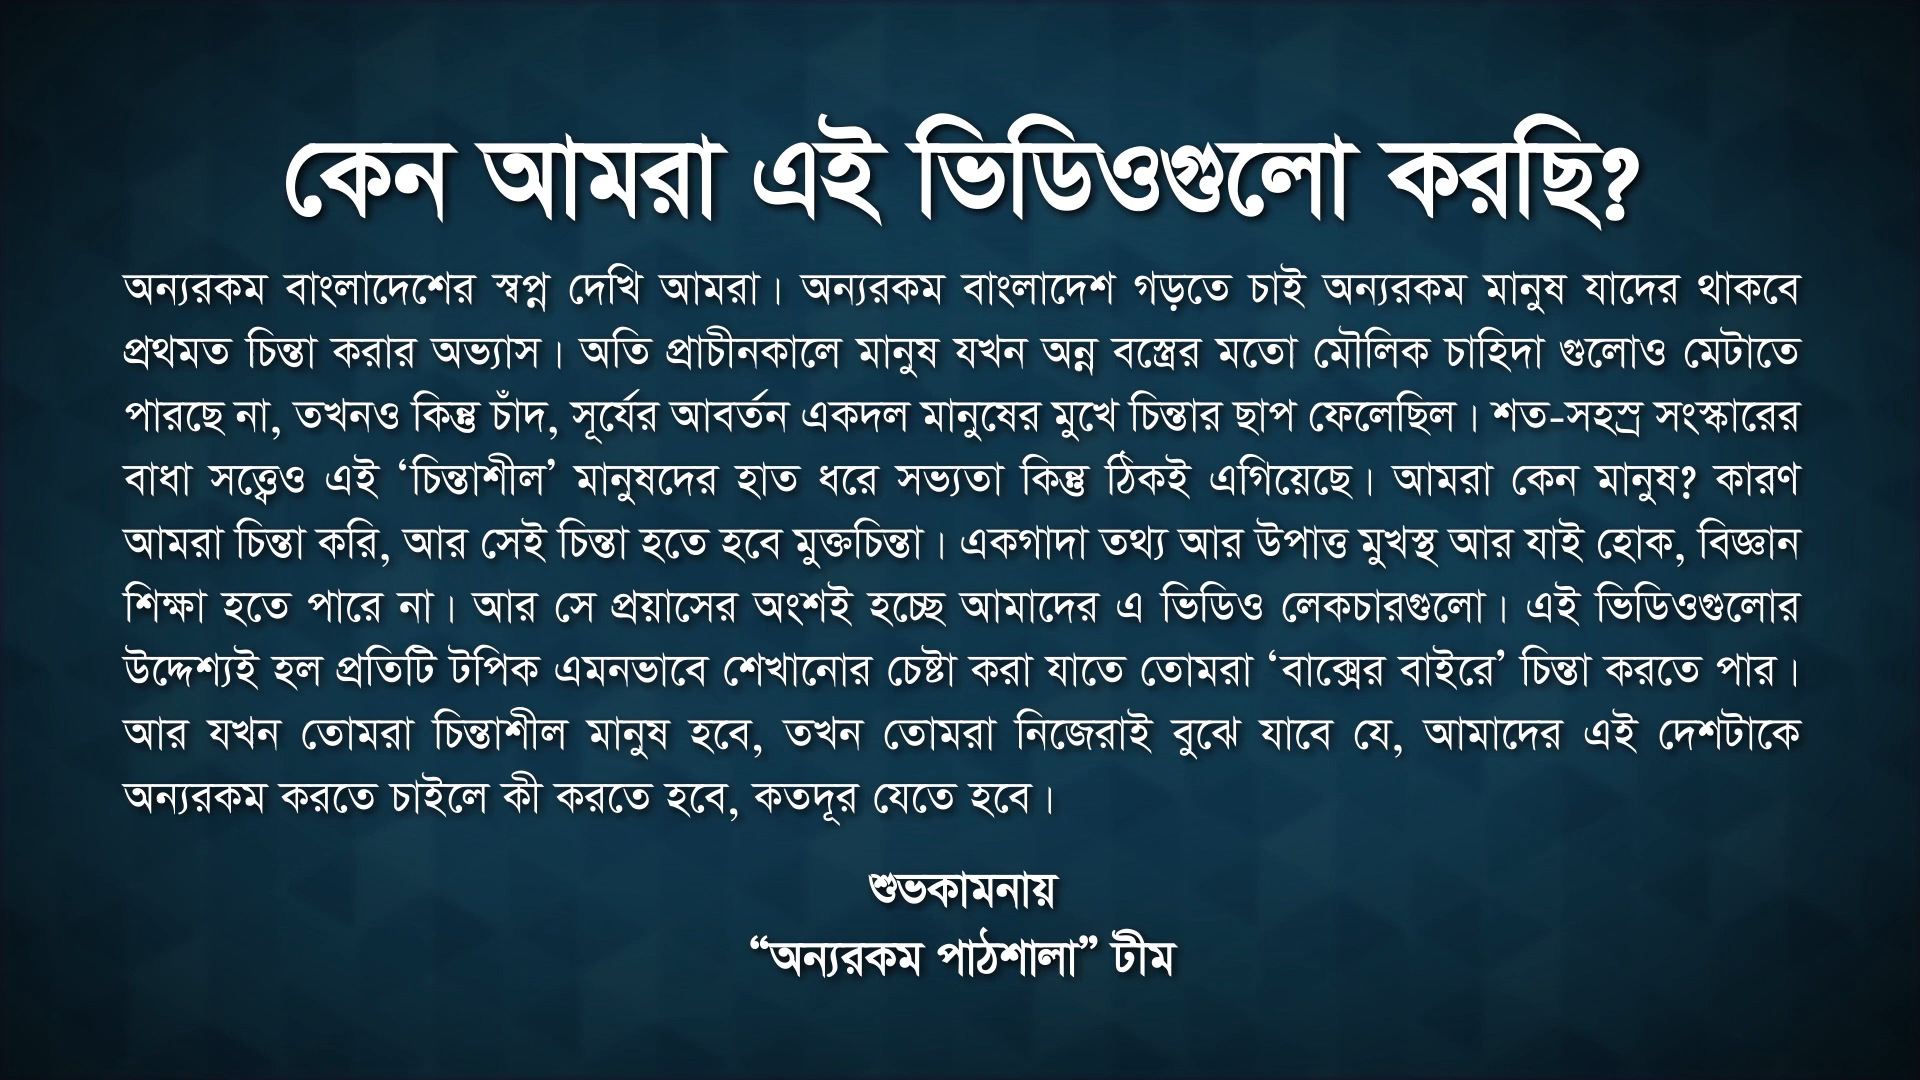 কেন আমরা এই ভিডিওগুলো করছি?
অন্যরকম বাংলাদেশের স্বপ্ন দেখি আমরা। অন্যরকম বাংলাদেশ গড়তে চাই অন্যরকম মানুষ যাদের থাকবে
প্রথমত চিন্তা করার অভ্যাস। অতি প্রাচীনকালে মানুষ যখন অন্ন বস্ত্রের মতো মৌলিক চাহিদা গুলোও মেটাতে
পারছে না, তখনও কিন্তু চাঁদ, সূর্যের আবর্তন একদল মানুষের মুখে চিন্তার ছাপ ফেলেছিল। শত-সহস্র সংস্কারের
বাধা সত্ত্বেও এই ‘চিন্তাশীল’ মানুষদের হাত ধরে সভ্যতা কিন্তু ঠিকই এগিয়েছে। আমরা কেন মানুষ? কারণ
আমরা চিন্তা করি, আর সেই চিন্তা হতে হবে মুক্তচিন্তা। একগাদা তথ্য আর উপাত্ত মুখস্থ আর যাই হোক, বিজ্ঞান
শিক্ষা হতে পারে না। আর সে প্রয়াসের অংশই হচ্ছে আমাদের এ ভিডিও লেকচারগুলো। এই ভিডিওগুলোর
উদ্দেশ্যই হল প্রতিটি টপিক এমনভাবে শেখানোর চেষ্টা করা যাতে তোমরা ‘বাক্সের বাইরে’ চিন্তা করতে পার।
আর যখন তোমরা চিন্তাশীল মানুষ হবে, তখন তোমরা নিজেরাই বুঝে যাবে যে, আমাদের এই দেশটাকে
অন্যরকম করতে চাইলে কী করতে হবে, কতদূর যেতে হবে।
শুভকামনায়
“অন্যরকম পাঠশালা” টীম